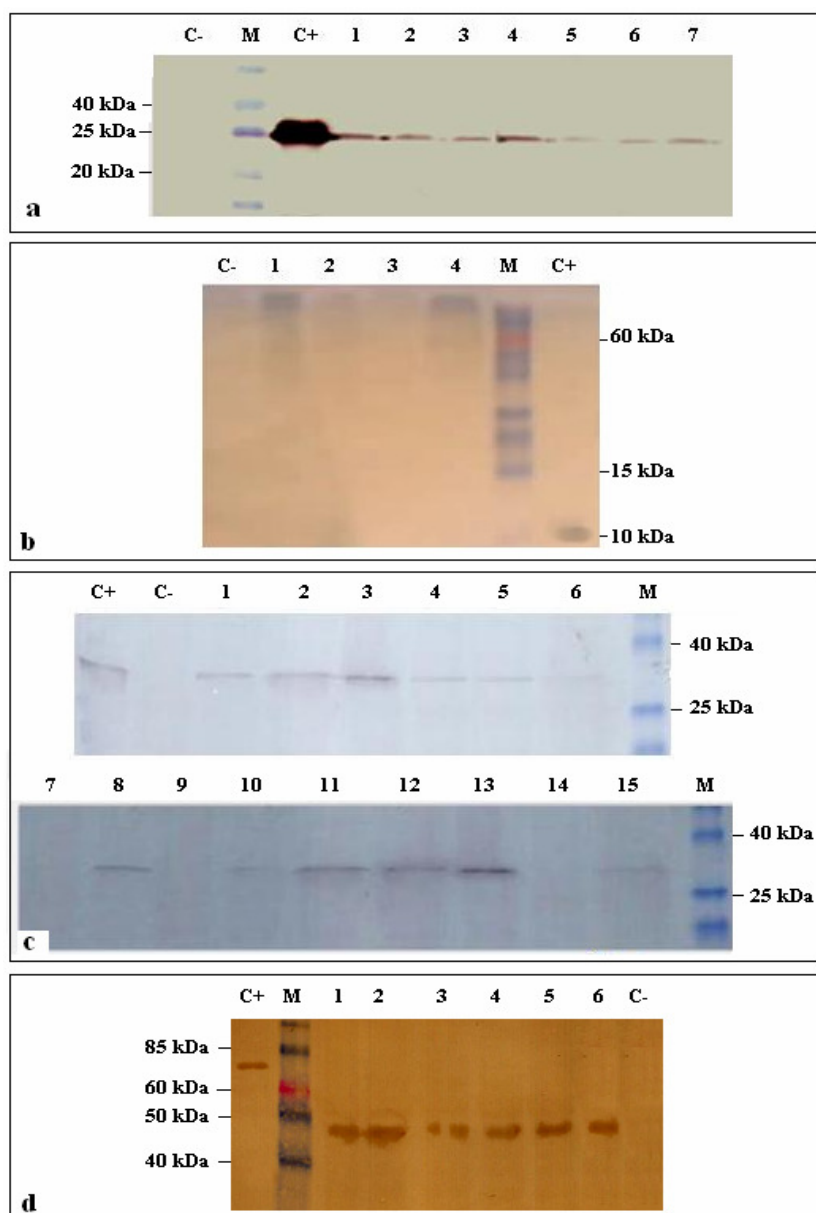 C- M C+ 1 2 3 4 5 6 7
40 kDa
25 kDa
20 kDa
a
C- 1 2 3 4 M C+
60 kDa
15 kDa
10 kDa
b
C+ C- 1 2 3 4 5 6 M
40 kDa
25 kDa
7 8 9 10 11 12 13 14 15 M
40 kDa
25 kDa
c
C+ M 1 2 3 4 5 6 C-
85 kDa
60 kDa
50 kDa
40 kDa
d